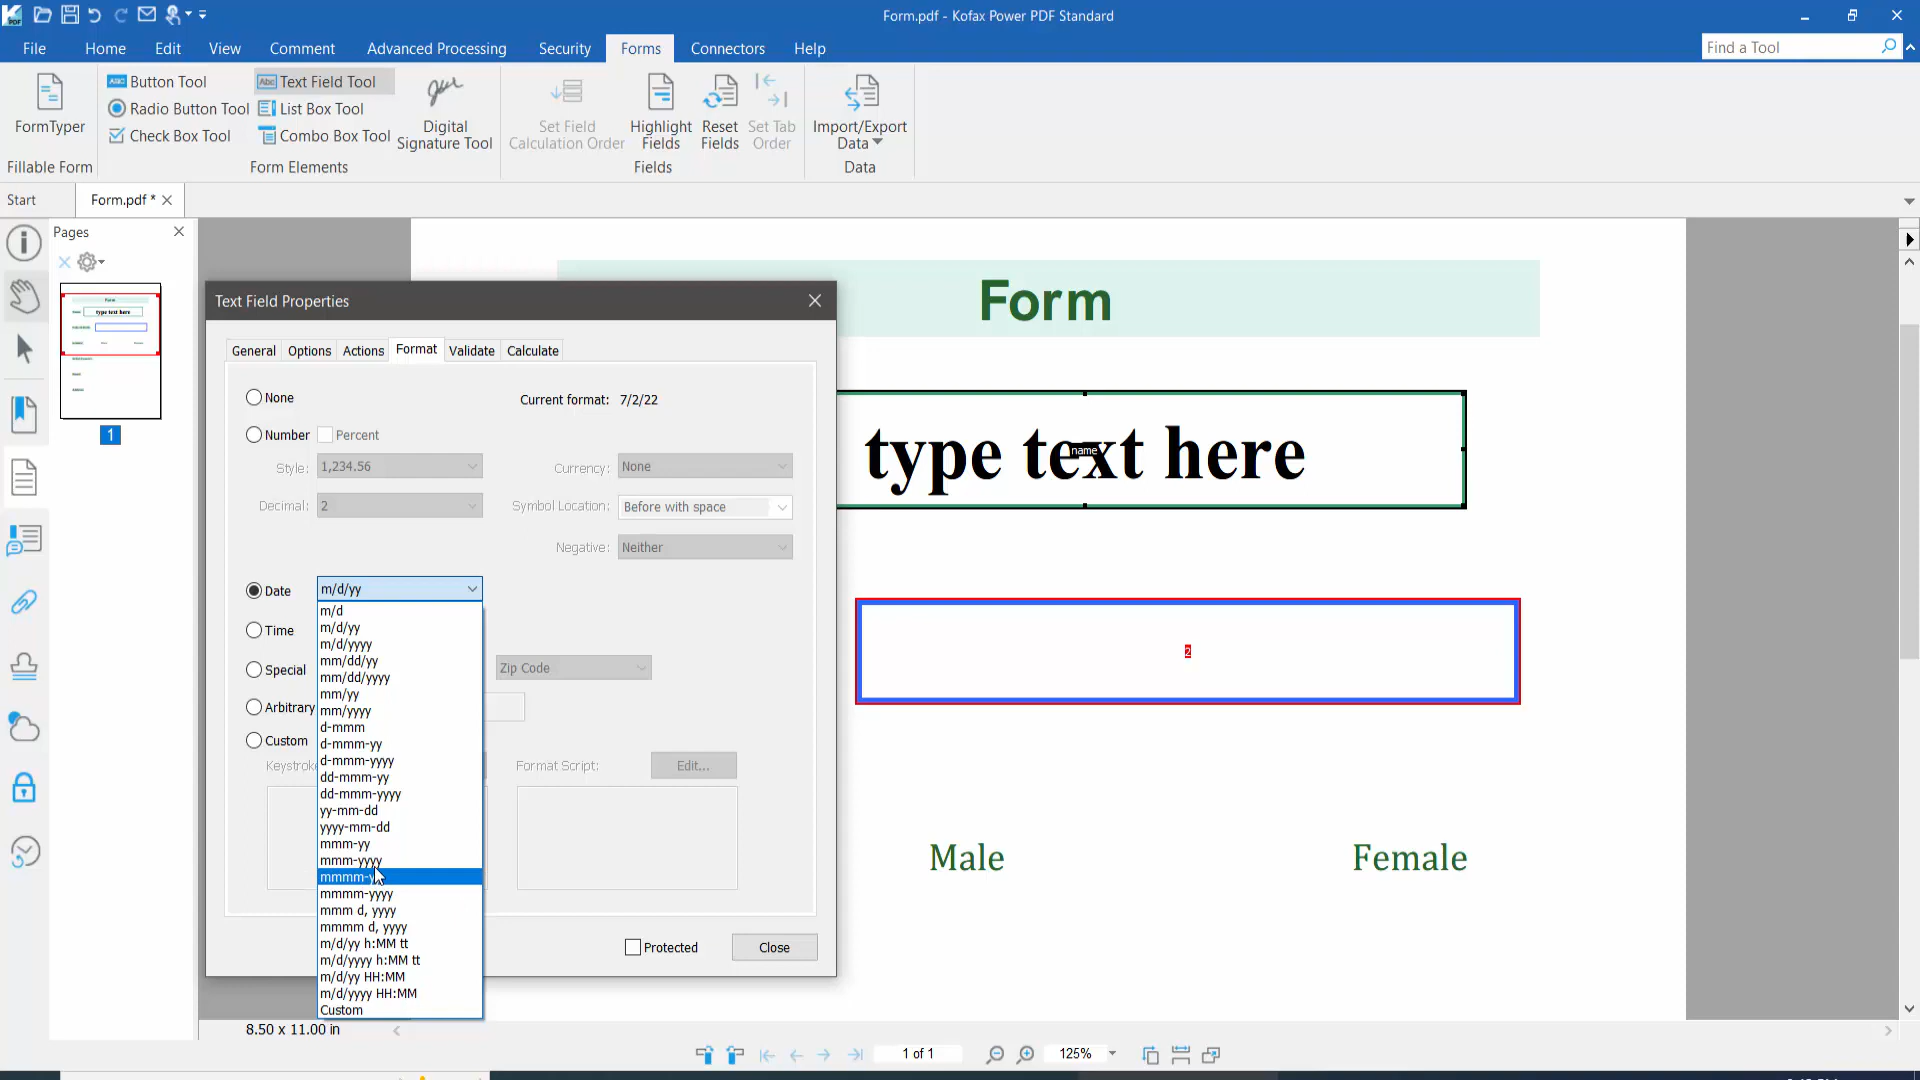 Form.pdf - Kofax Power PDF Standard
File Home Edit View Comment Advanced Processing Security Forms Connectors Help
Find a Tool
FormTyper
Fillable Form
Button Tool
Radio Button Tool
Check Box Tool
Text Field Tool
List Box Tool
Combo Box Tool
Form Elements
Digital
Signature Tool
Set Field
Calculation Order
Highlight
Fields
Reset
Fields
Set Tab
Order
Fields
Import/Export
Data
Data
Start
Form.pdf *
Pages
1
Text Field Properties
General Options Actions Format Validate Calculate
None
Current format: 7/2/22
Number Percent
Style: 1,234.56
Currency: None
Decimal: 2
Symbol Location: Before with space
Negative: Neither
Date m/d/yy
m/d
m/d/yy
m/d/yyyy
mm/dd/yy
mm/dd/yyyy
mm/yy
mm/yyyy
d-mmm
d-mmm-yy
d-mmm-yyyy
dd-mmm-yy
dd-mmm-yyyy
yy-mm-dd
yyyy-mm-dd
mmm-yy
mmm-yyyy
mmmm-y
mmmm-yyyy
mmm d, yyyy
mmmm d, yyyy
m/d/yy h:MM tt
m/d/yyyy h:MM tt
m/d/yy HH:MM
m/d/yyyy HH:MM
Custom
Time
Special Zip Code
Arbitrary
Custom
Keystroke
Format Script: Edit...
Protected Close
Form
type text here
name
2
Male Female
8.50 x 11.00 in
1 of 1
125%